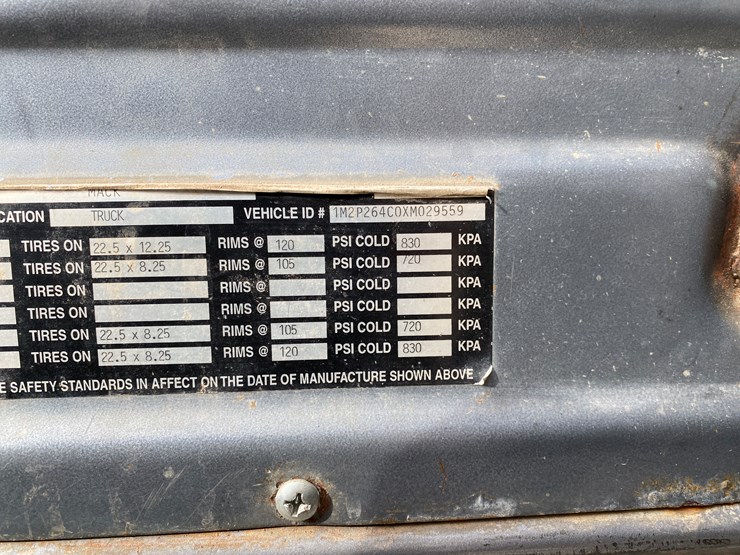 MACK
CATION TRUCK VEHICLE ID # 1M2P264C0XM029559
TIRES ON 22.5 x 12.25 RIMS @ 120 PSI COLD 830 KPA
TIRES ON 22.5 x 8.25 RIMS @ 105 PSI COLD 720 KPA
TIRES ON RIMS @ PSI COLD KPA
TIRES ON RIMS @ PSI COLD KPA
TIRES ON 22.5 x 8.25 RIMS @ 105 PSI COLD 720 KPA
TIRES ON 22.5 x 8.25 RIMS @ 120 PSI COLD 830 KPA
E SAFETY STANDARDS IN AFFECT ON THE DATE OF MANUFACTURE SHOWN ABOVE